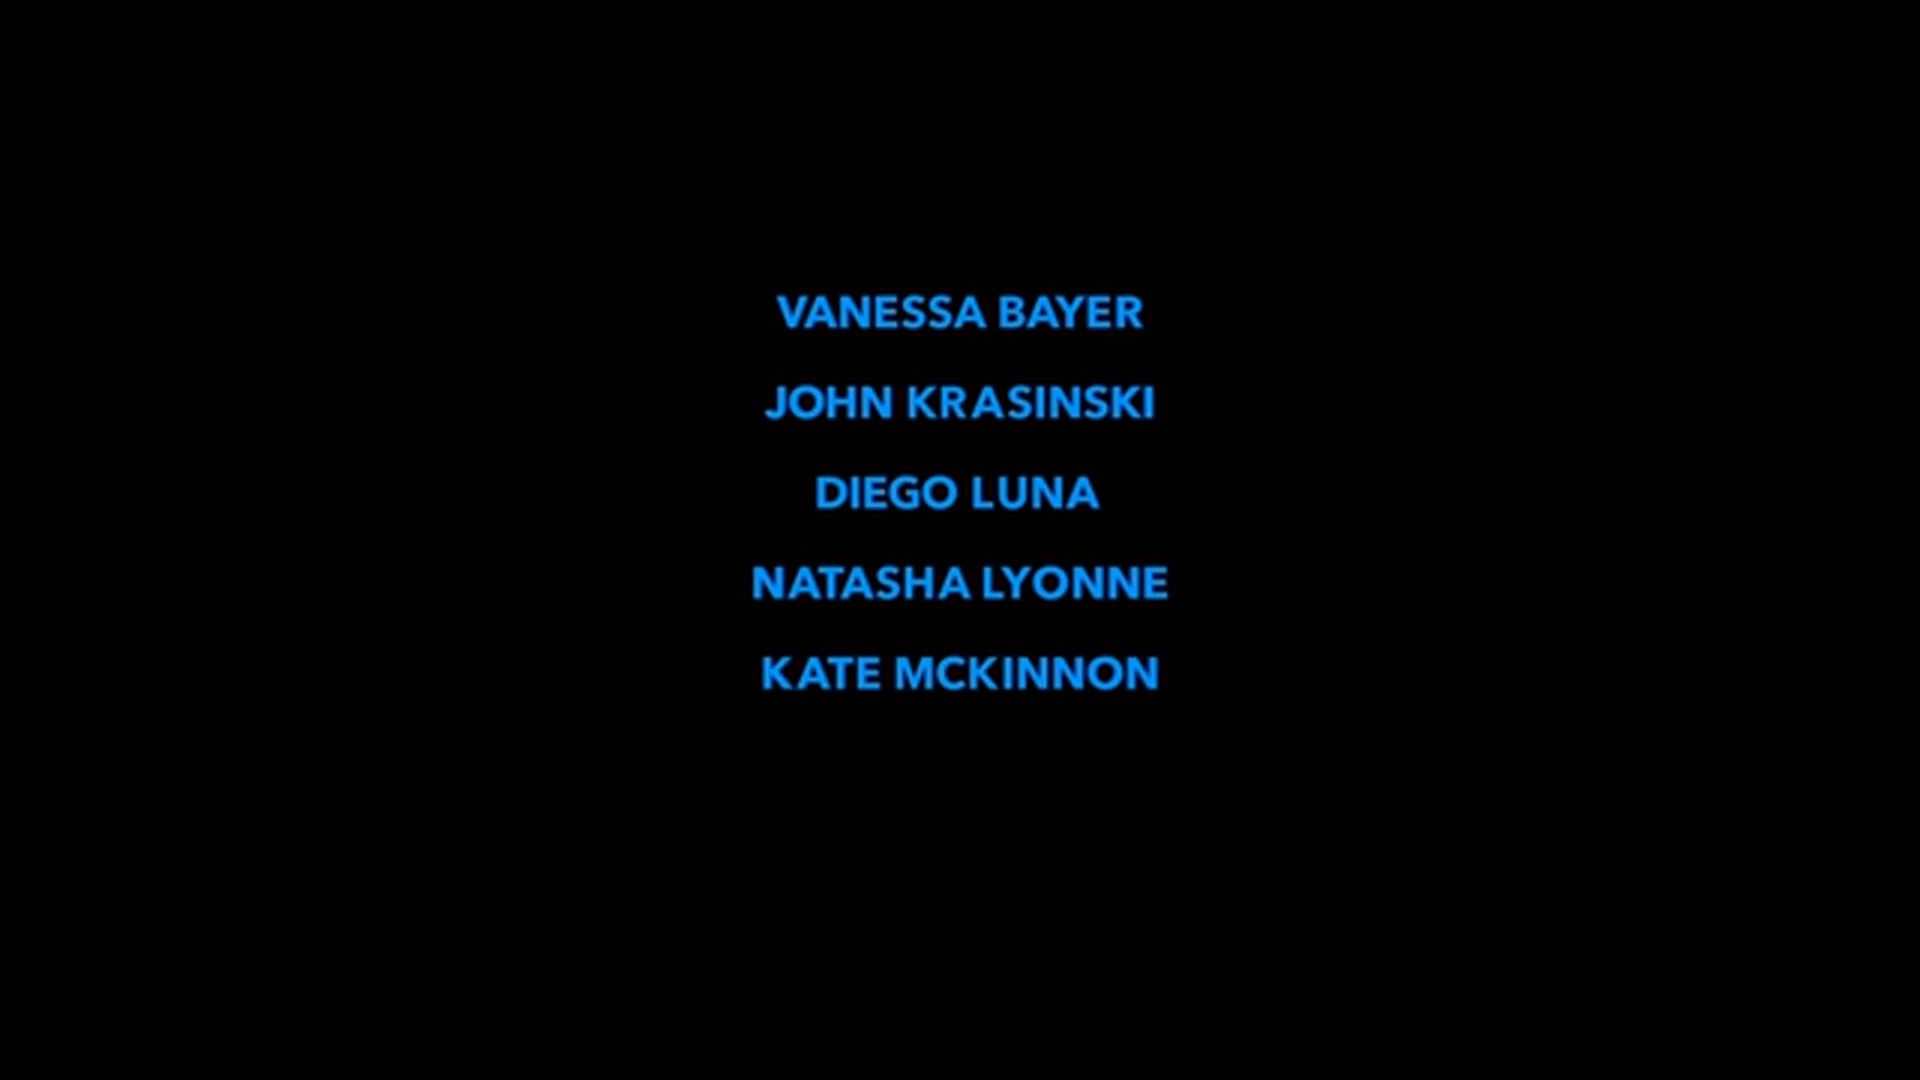 VANESSA BAYER
JOHN KRASINSKI
DIEGO LUNA
NATASHA LYONNE
KATE MCKINNON